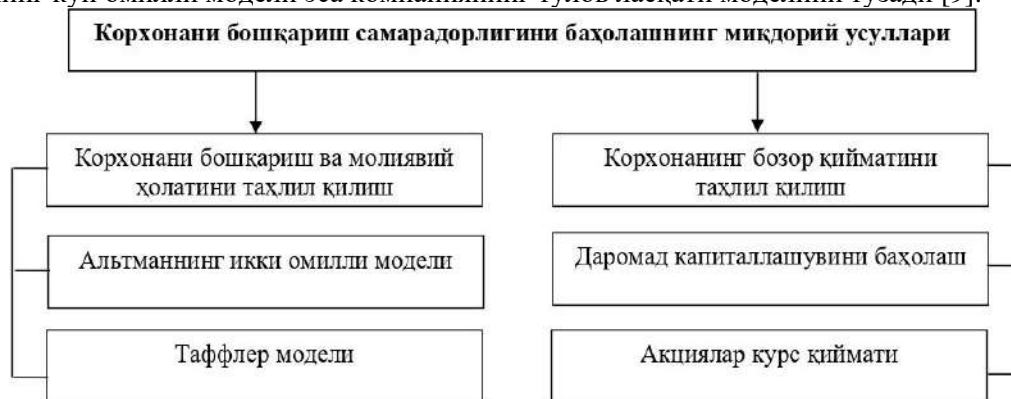 Корхонани бошқариш самарадорлигини баҳолашнинг миқдорий усуллари
Корхонани бошқариш ва молиявий
ҳолатини таҳлил қилиш
Альтманнинг икки омилли модели
Таффлер модели
Корхонанинг бозор қийматини
таҳлил қилиш
Даромад капиталлашувини баҳолаш
Акциялар курс қиймати